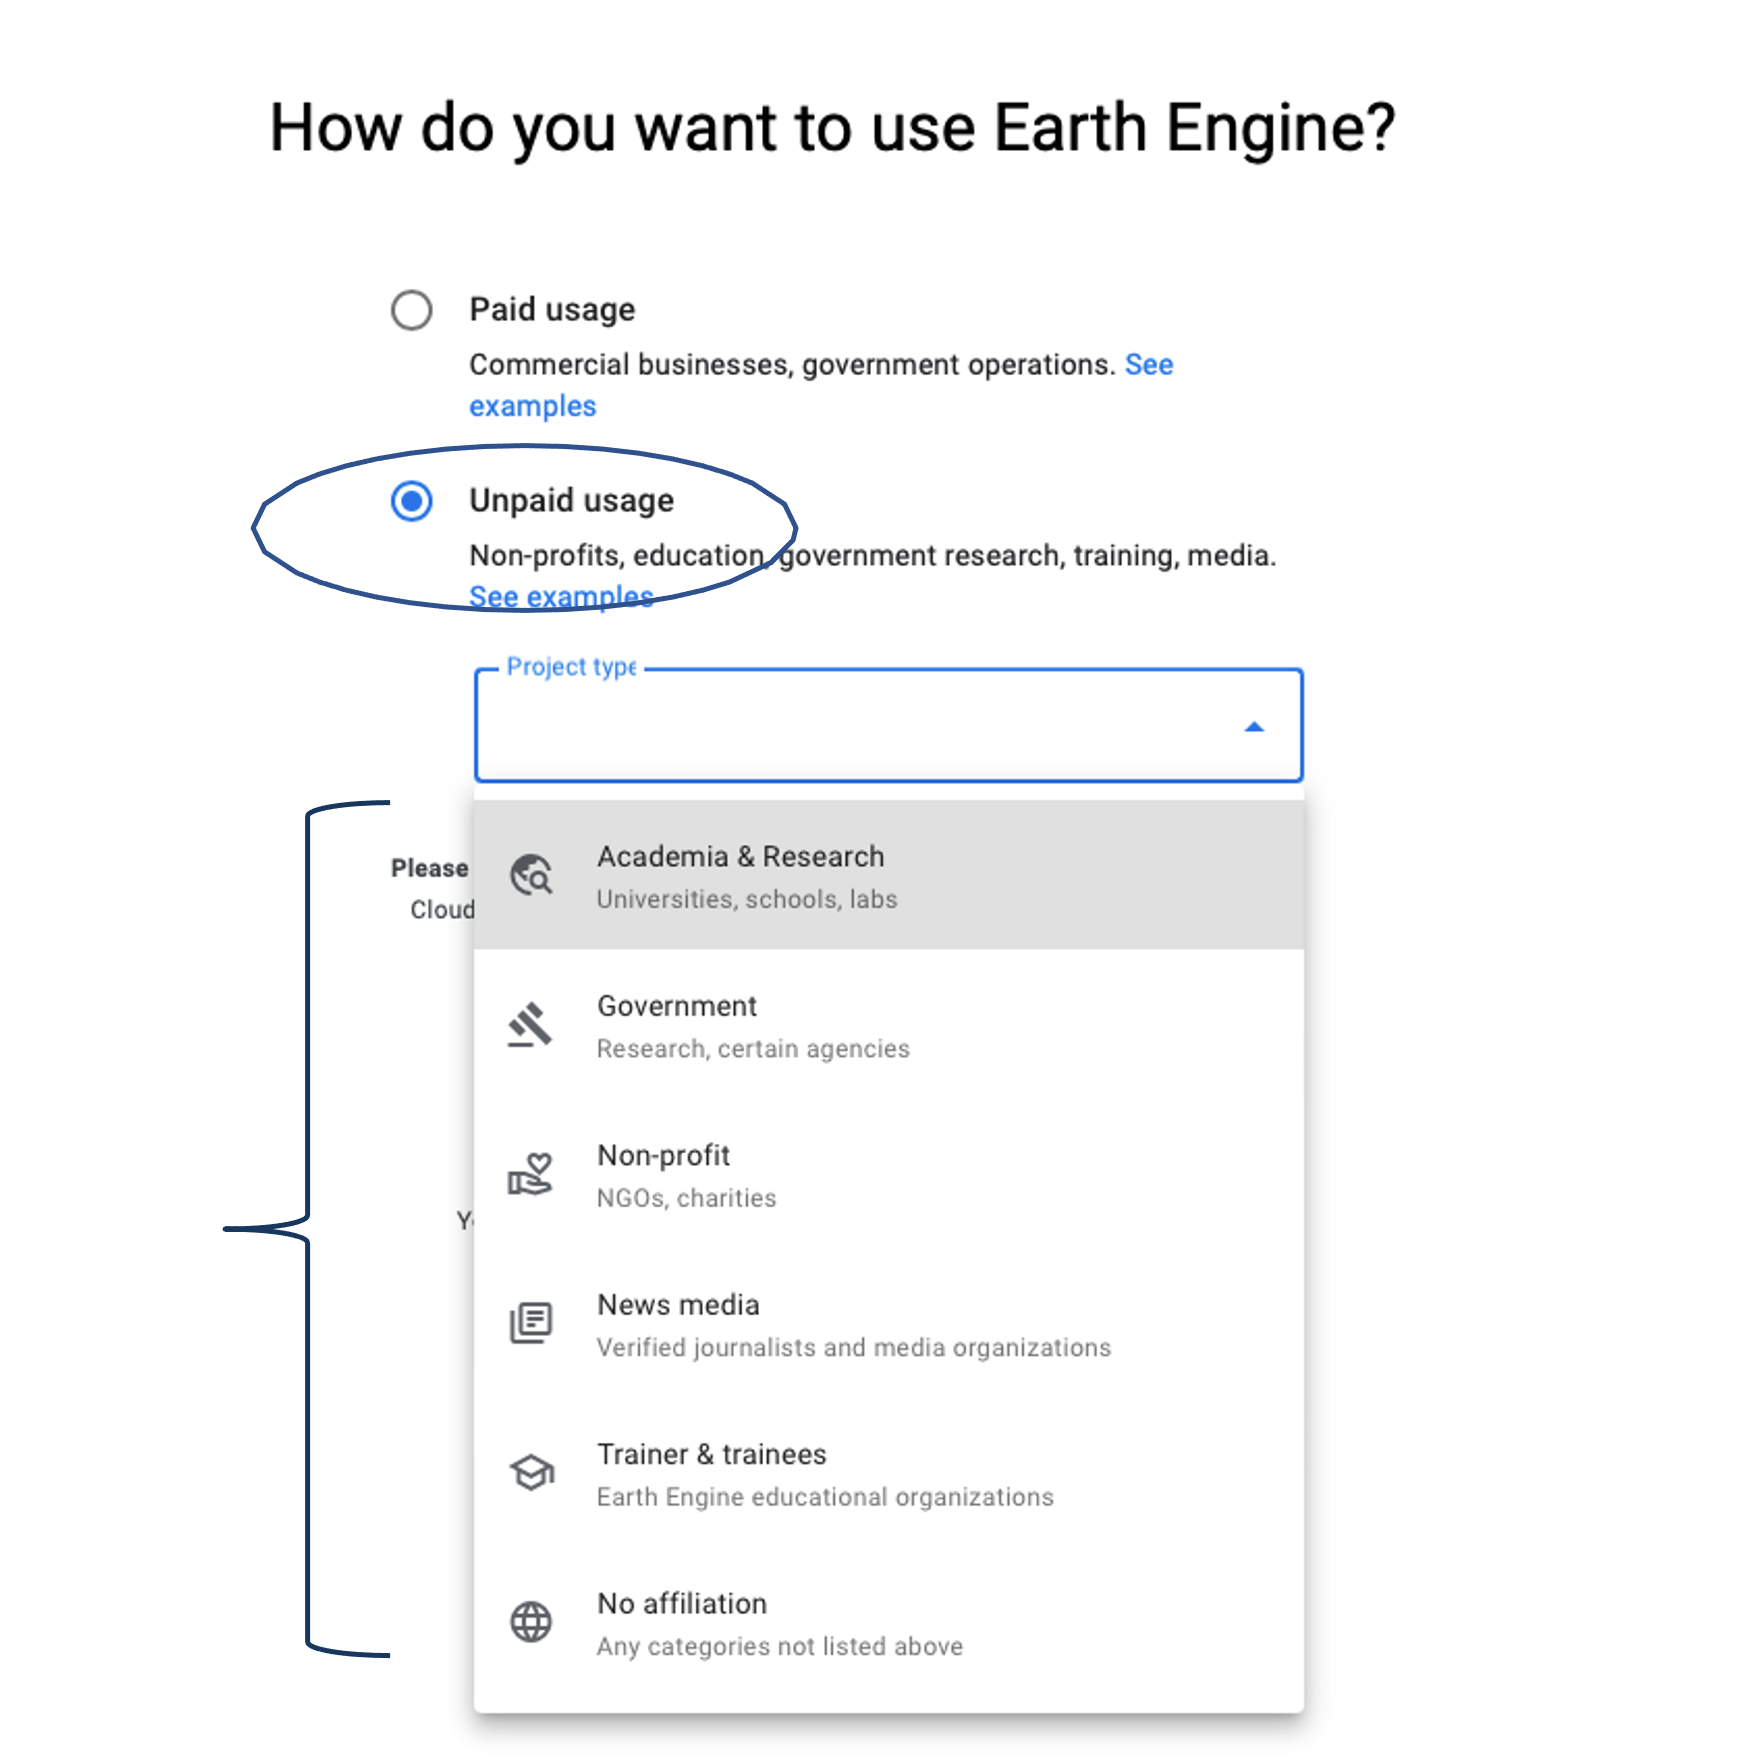 How do you want to use Earth Engine?
Paid usage
Commercial businesses, government operations. See
examples
Unpaid usage
Non-profits, education, government research, training, media.
See examples
Project type
Academia & Research
Please
Universities, schools, labs
Cloud
Government
Research, certain agencies
Non-profit
NGOs, charities
News media
Verified journalists and media organizations
Trainer & trainees
Earth Engine educational organizations
No affiliation
Any categories not listed above